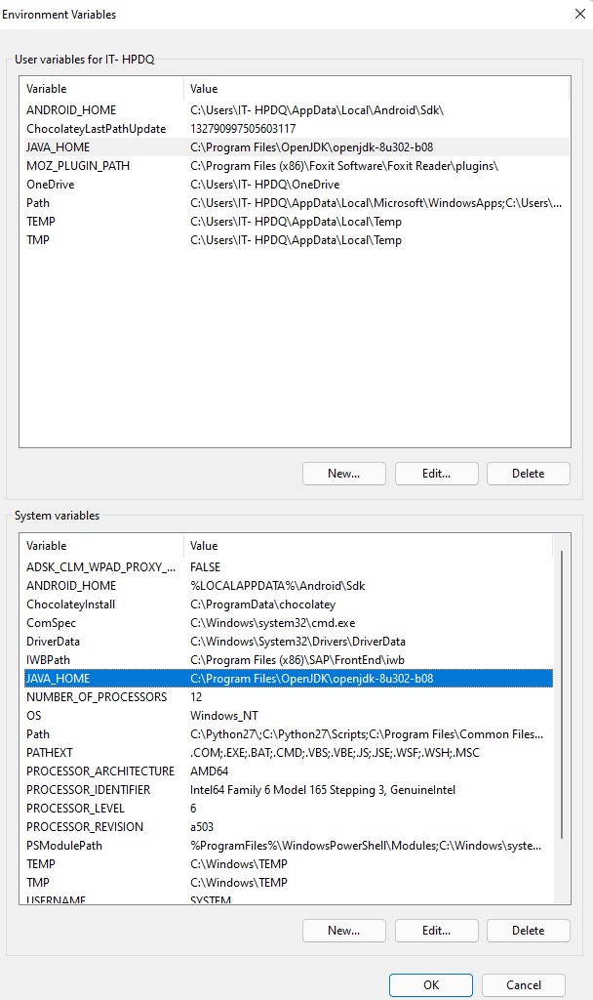 Environment Variables
User variables for IT- HPDQ
Variable Value
ANDROID_HOME C:\Users\IT- HPDQ\AppData\Local\Android\Sdk\
ChocolateyLastPathUpdate 132790997505603117
JAVA_HOME C:\Program Files\OpenJDK\openjdk-8u302-b08
MOZ_PLUGIN_PATH C:\Program Files (x86)\Foxit Software\Foxit Reader\plugins\
OneDrive C:\Users\IT- HPDQ\OneDrive
Path C:\Users\IT- HPDQ\AppData\Local\Microsoft\WindowsApps;C:\Users\...
TEMP C:\Users\IT- HPDQ\AppData\Local\Temp
TMP C:\Users\IT- HPDQ\AppData\Local\Temp
New... Edit... Delete
System variables
Variable Value
ADSK_CLM_WPAD_PROXY_... FALSE
ANDROID_HOME %LOCALAPPDATA%\Android\Sdk
ChocolateyInstall C:\ProgramData\chocolatey
ComSpec C:\Windows\system32\cmd.exe
DriverData C:\Windows\System32\Drivers\DriverData
IWBPath C:\Program Files (x86)\SAP\FrontEnd\iwb
JAVA_HOME C:\Program Files\OpenJDK\openjdk-8u302-b08
NUMBER_OF_PROCESSORS 12
OS Windows_NT
Path C:\Python27\;C:\Python27\Scripts;C:\Program Files\Common Files...
PATHEXT .COM;.EXE;.BAT;.CMD;.VBS;.VBE;.JS;.JSE;.WSF;.WSH;.MSC
PROCESSOR_ARCHITECTURE AMD64
PROCESSOR_IDENTIFIER Intel64 Family 6 Model 165 Stepping 3, GenuineIntel
PROCESSOR_LEVEL 6
PROCESSOR_REVISION a503
PSModulePath %ProgramFiles%\WindowsPowerShell\Modules;C:\Windows\syste...
TEMP C:\Windows\TEMP
TMP C:\Windows\TEMP
USERNAME SYSTEM
New... Edit... Delete
OK Cancel